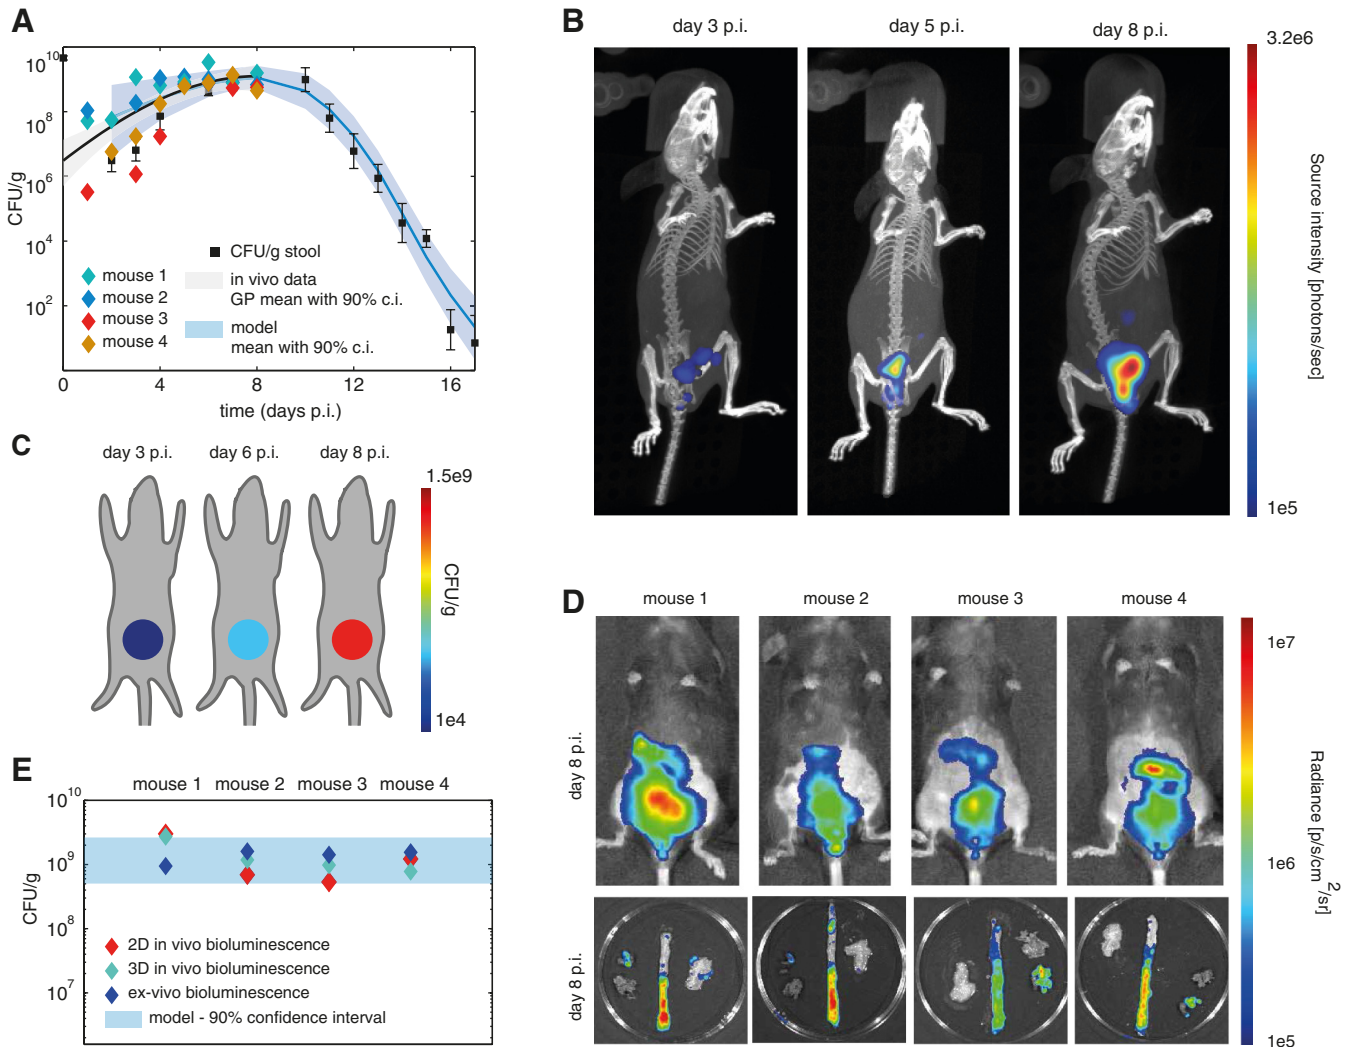 A
10^10
10^8
10^6
10^4
10^2
CFU/g
CFU/g stool
in vivo data
GP mean with 90% c.i.
model
mean with 90% c.i.
mouse 1
mouse 2
mouse 3
mouse 4
0
4
8
12
16
time (days p.i.)
B
day 3 p.i.
day 5 p.i.
day 8 p.i.
3.2e6
Source intensity [photons/sec]
1e5
C
day 3 p.i.
day 6 p.i.
day 8 p.i.
1.5e9
CFU/g
1e4
D
mouse 1
mouse 2
mouse 3
mouse 4
day 8 p.i.
day 8 p.i.
1e7
1e6
Radiance [p/s/cm^2/sr]
1e5
E
mouse 1
mouse 2
mouse 3
mouse 4
10^10
10^9
10^8
10^7
CFU/g
2D in vivo bioluminescence
3D in vivo bioluminescence
ex-vivo bioluminescence
model - 90% confidence interval